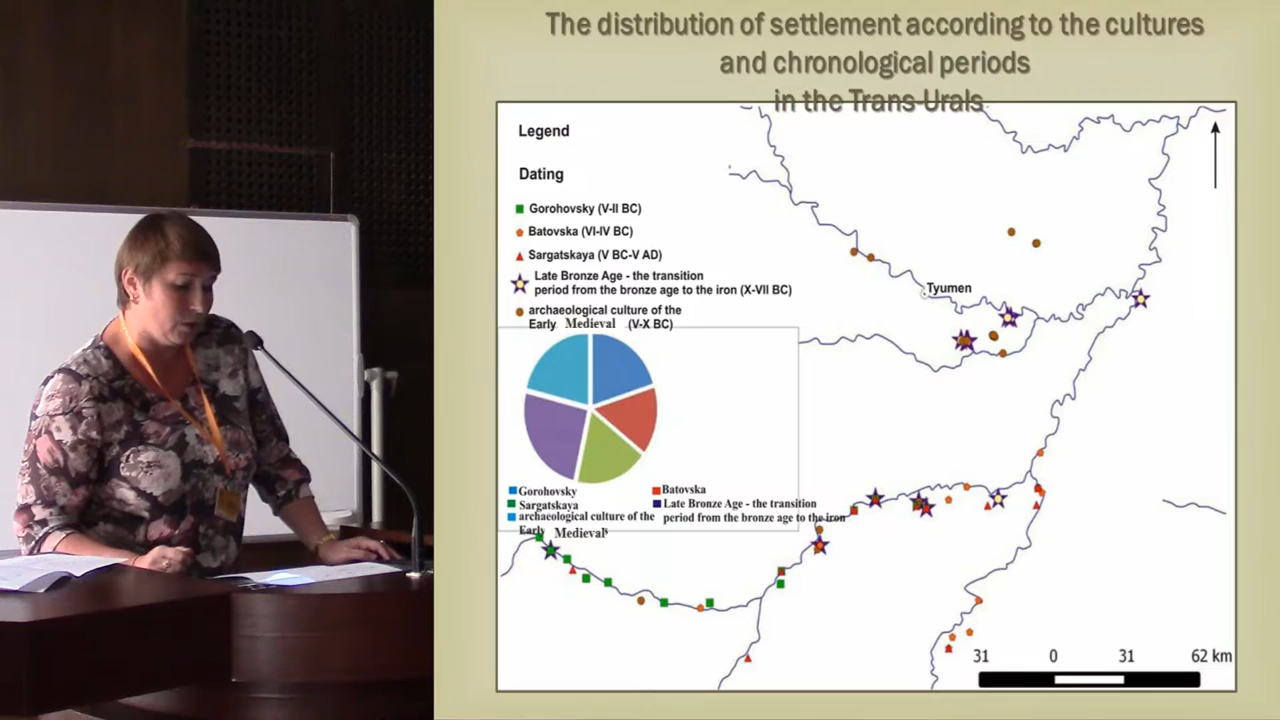 The distribution of settlement according to the cultures
and chronological periods
in the Trans-Urals
Legend
Dating
Gorohovsky (V-II BC)
Batovska (VI-IV BC)
Sargatskaya (V BC-V AD)
Late Bronze Age - the transition
period from the bronze age to the iron (X-VII BC)
archaeological culture of the
Early Medieval (V-X BC)
Tyumen
Gorohovsky
Batovska
Sargatskaya
Late Bronze Age - the transition
period from the bronze age to the iron
archaeological culture of the
Early Medieval
31 0 31 62 km